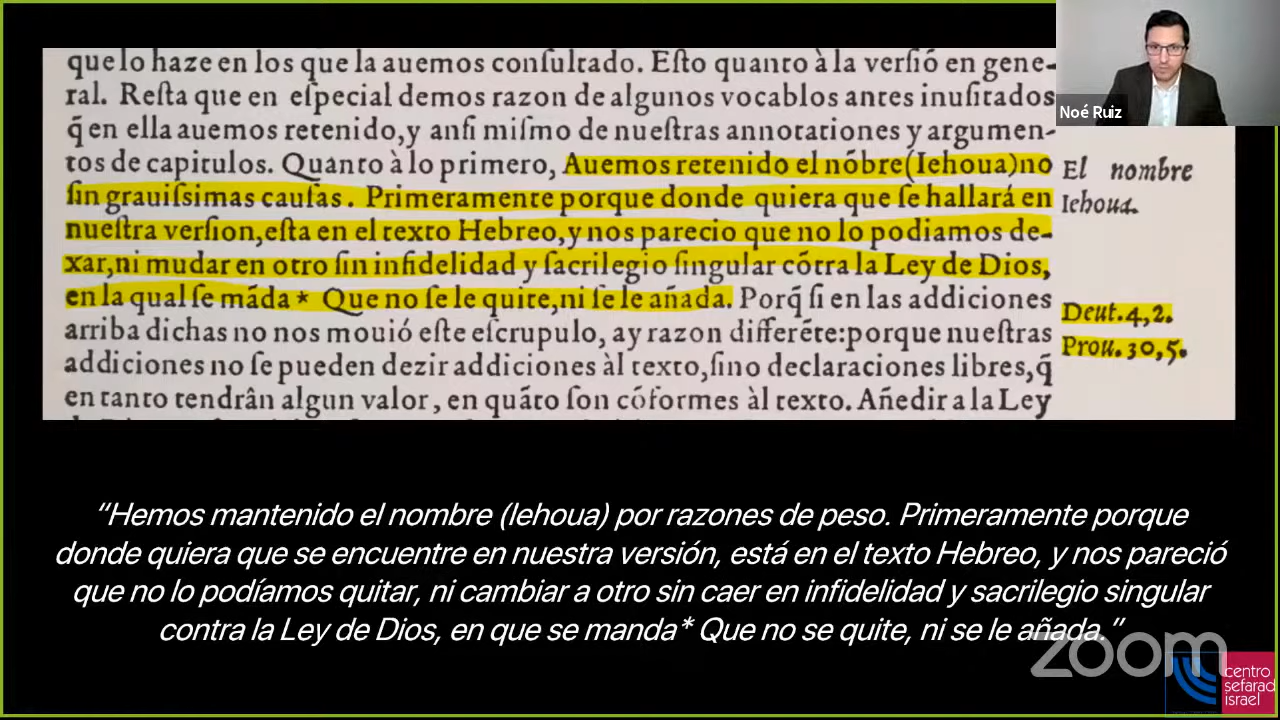 que lo haze en los que la auemos conſultado. Eſto quanto à la verſió en gene-
ral. Reſta que en eſpecial demos razon de algunos vocablos antes inuſitados
q̃ en ella auemos retenido, y anſi miſmo de nueſtras annotationes y argumen-
tos de capitulos. Quanto à lo primero, Auemos retenido el nóbre (Iehoua) no
ſin grauiſsimas cauſas. Primeramente porque donde quiera que ſe hallará en
nueſtra verſion, eſta en el texto Hebreo, y nos parecio que no lo podiamos de-
xar, ni mudar en otro ſin infidelidad y ſacrilegio ſingular cótra la Ley de Dios,
en la qual ſe máda * Que no ſe le quite, ni ſe le añada. Porq̃ ſi en las addiciones
arriba dichas no nos mouió eſte eſcrupulo, ay razon differéte: porque nueſtras
addiciones no ſe pueden dezir addiciones àl texto, ſino declaraciones libres, q̃
en tanto tendrân algun valor, en quáto ſon cóformes àl texto. Añedir a la Ley
El nombre
Iehoua.
Deut. 4, 2.
Prou. 30, 5.
Noé Ruiz
“Hemos mantenido el nombre (Iehoua) por razones de peso. Primeramente porque
donde quiera que se encuentre en nuestra versión, está en el texto Hebreo, y nos pareció
que no lo podíamos quitar, ni cambiar a otro sin caer en infidelidad y sacrilegio singular
contra la Ley de Dios, en que se manda* Que no se quite, ni se le añada.”
zoom
centro
sefarad
israel